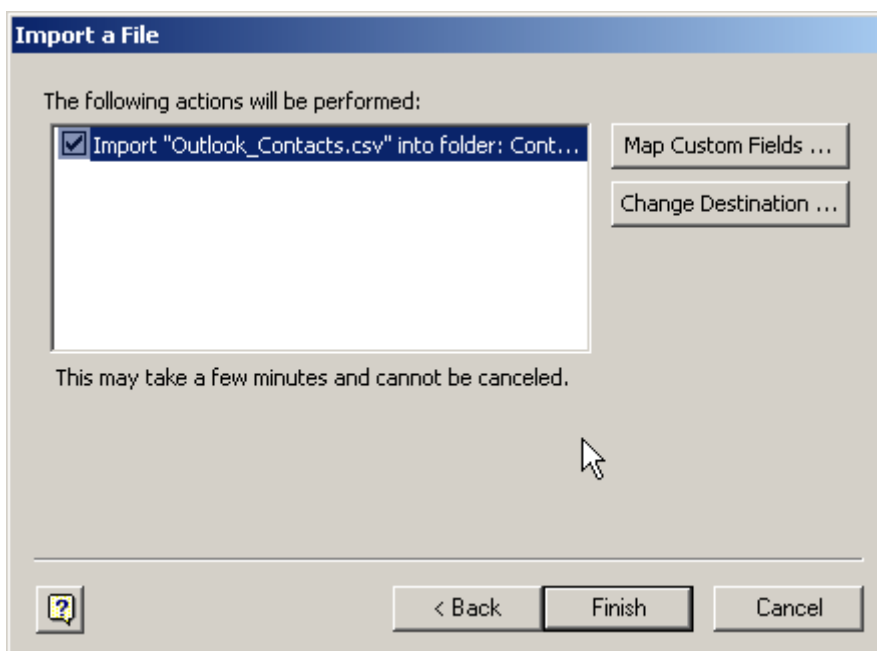 Import a File
The following actions will be performed:
Import "Outlook_Contacts.csv" into folder: Cont...
Map Custom Fields ...
Change Destination ...
This may take a few minutes and cannot be canceled.
?
< Back
Finish
Cancel